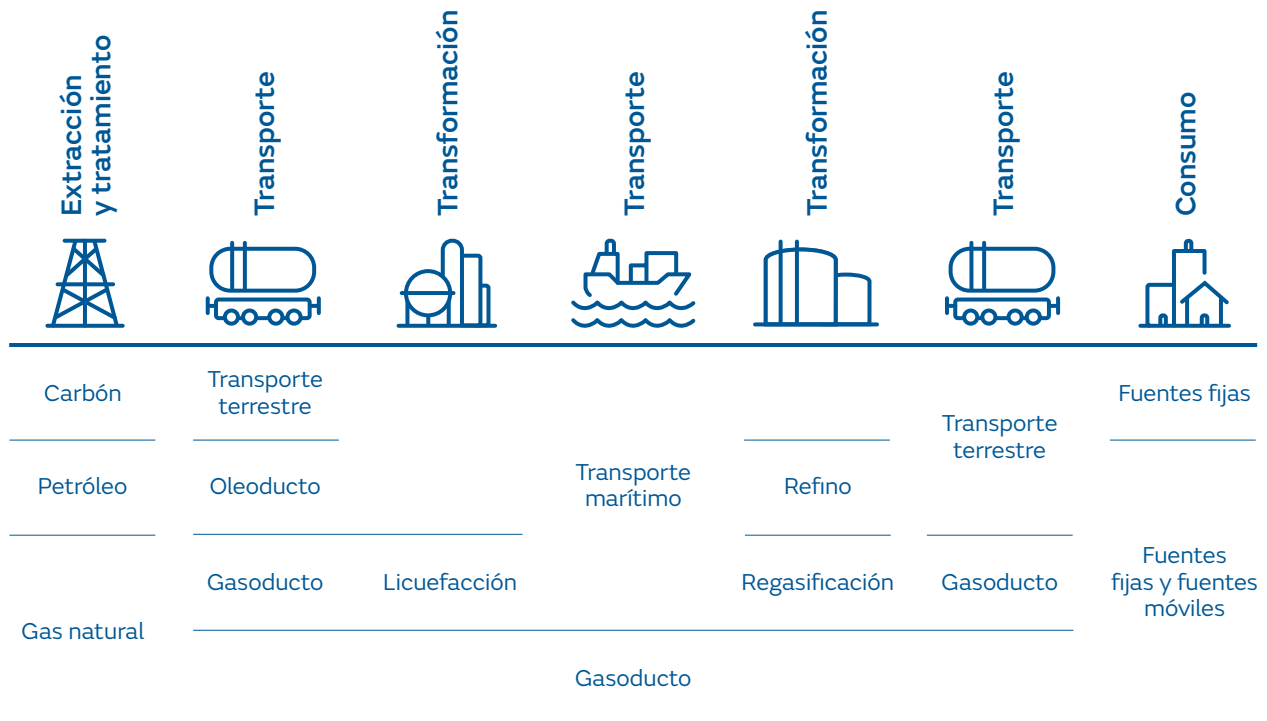 Extracción
y tratamiento
Transporte
Transformación
Transporte
Transformación
Transporte
Consumo
Carbón
Transporte
terrestre
Fuentes fijas
Transporte
terrestre
Petróleo
Oleoducto
Transporte
marítimo
Refino
Gas natural
Gasoducto
Licuefacción
Regasificación
Gasoducto
Fuentes
fijas y fuentes
móviles
Gasoducto